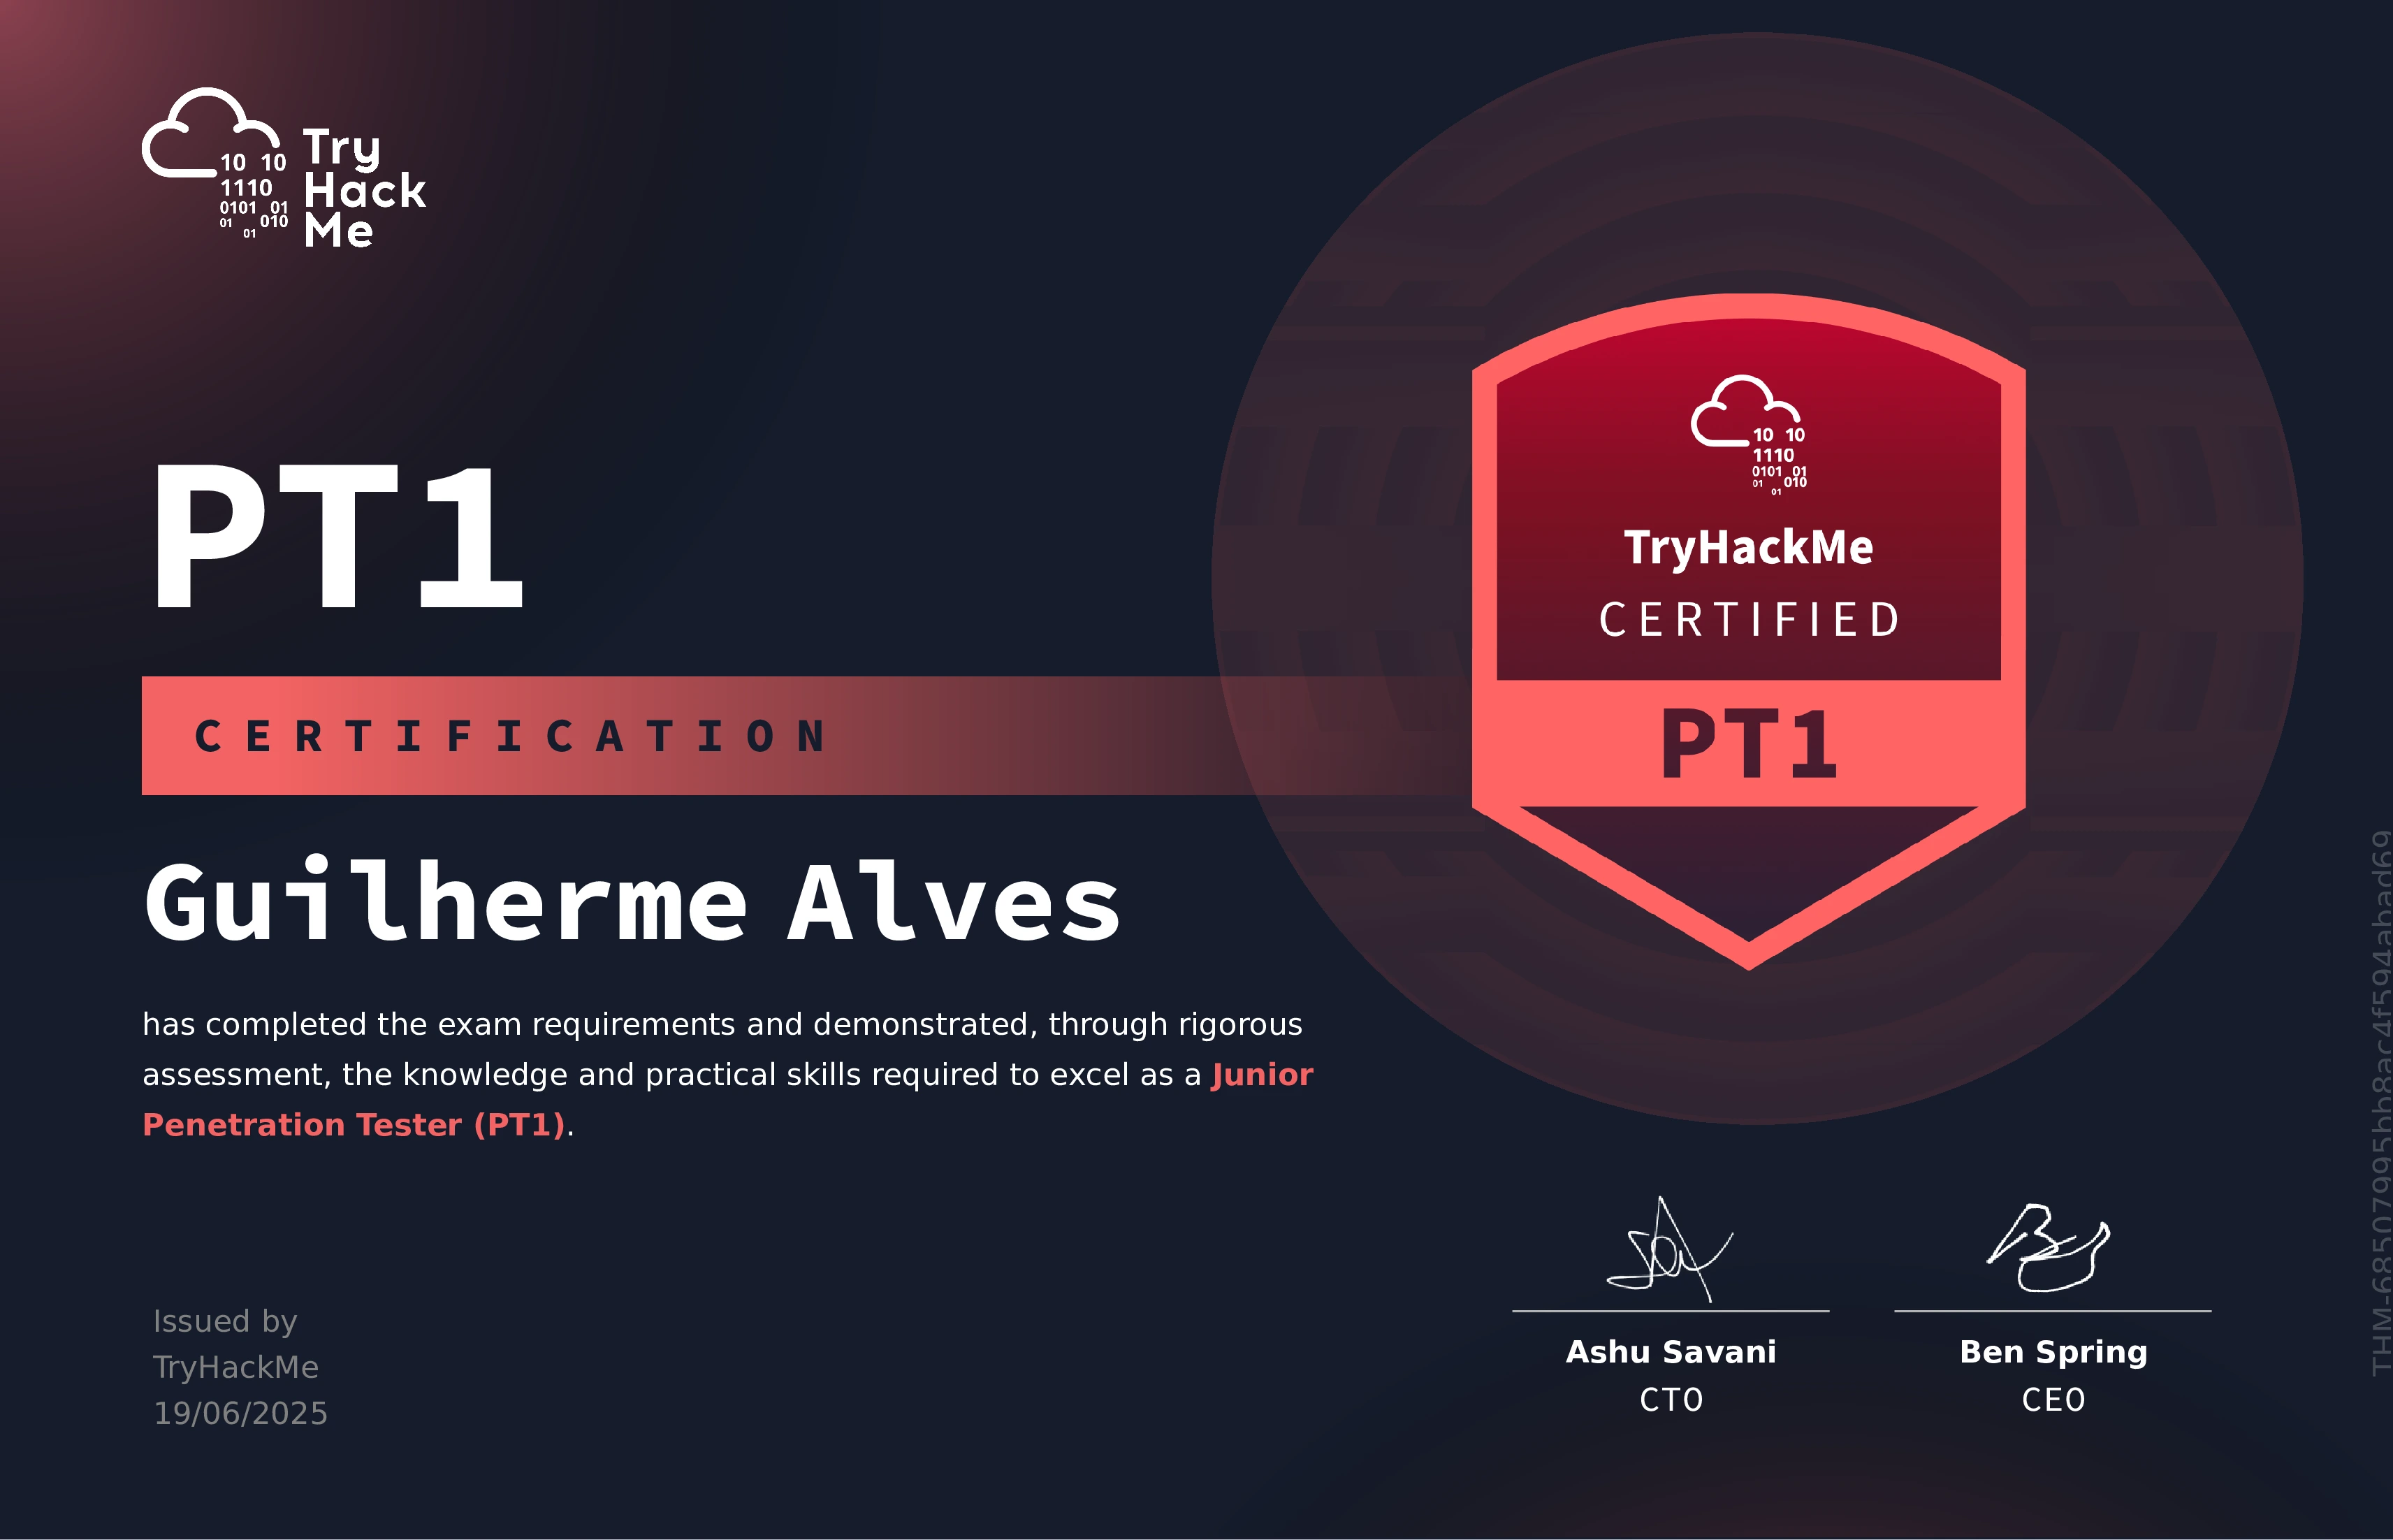 Try
Hack
Me
10 10
1110
0101 01
01 010
01
PT1
CERTIFICATION
Guilherme Alves
has completed the exam requirements and demonstrated, through rigorous
assessment, the knowledge and practical skills required to excel as a Junior
Penetration Tester (PT1).
Issued by
TryHackMe
19/06/2025
10 10
1110
0101 01
01 010
01
TryHackMe
CERTIFIED
PT1
Ashu Savani
CTO
Ben Spring
CEO